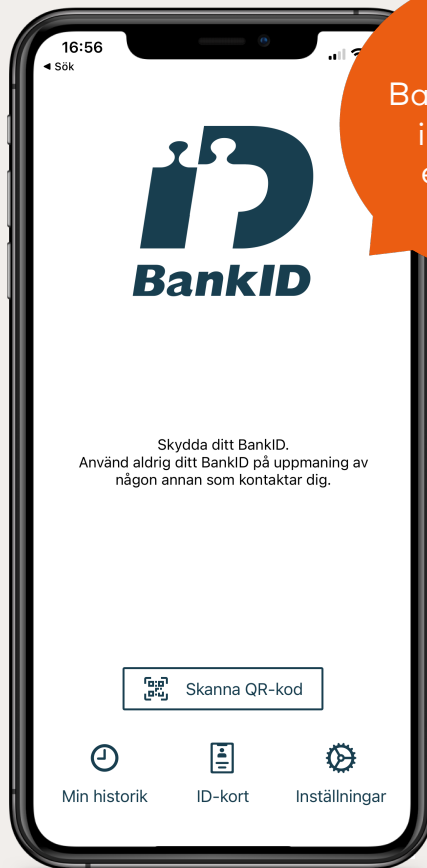 16:56
◀ Sök
BankID
Skydda ditt BankID.
Använd aldrig ditt BankID på uppmaning av
någon annan som kontaktar dig.
Skanna QR-kod
Min historik
ID-kort
Inställningar